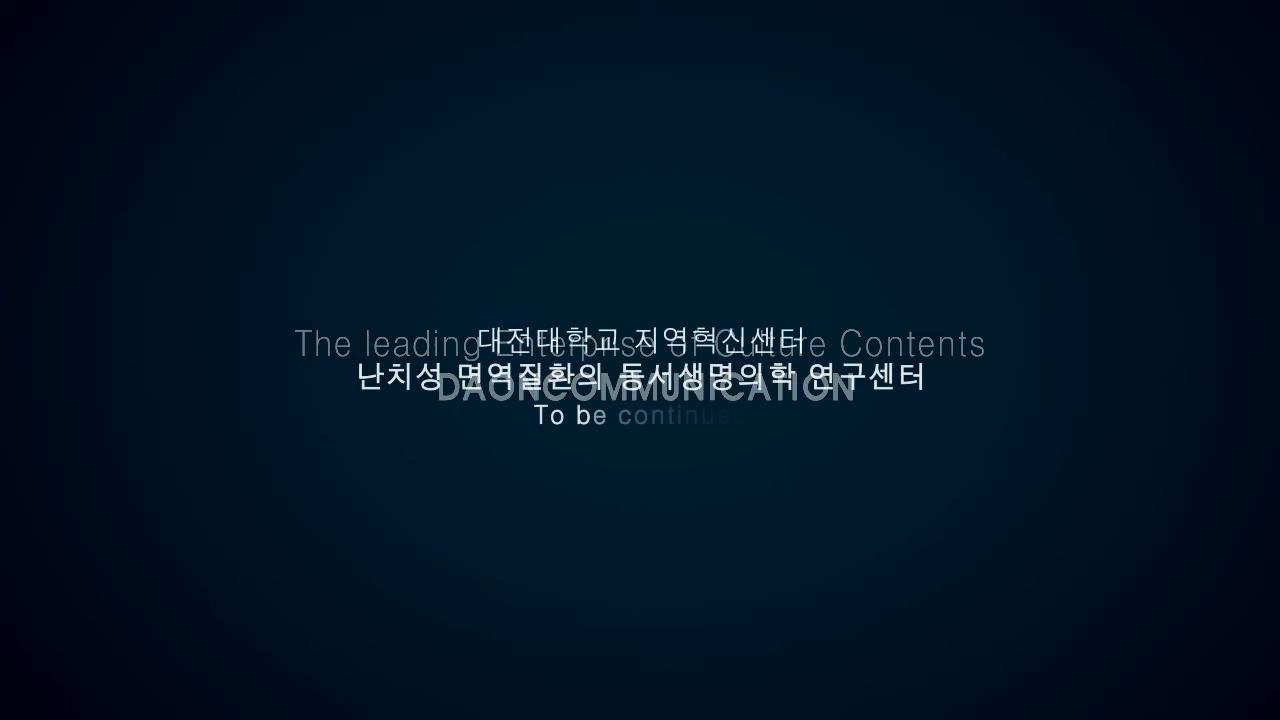 The leading Enterprise of Culture Contents
대전대학교 지역혁신센터
난치성 면역질환의 동서생명의학 연구센터
DAONCOMMUNICATION
To be continued